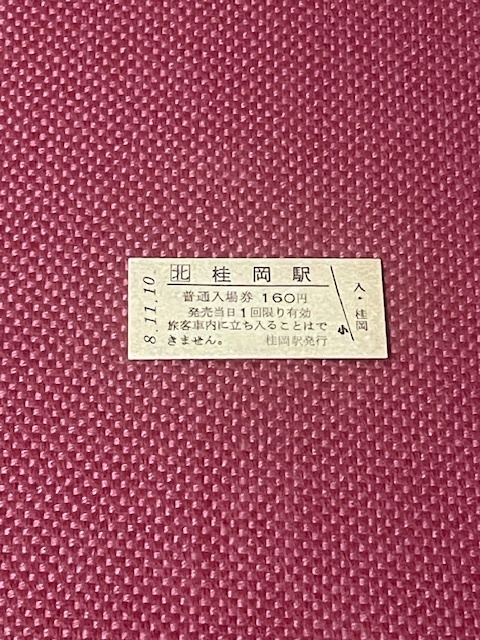 8.11.10
北 桂岡駅
普通入場券 160円
発売当日1回限り有効
旅客車内に立ち入ることはで
きません。 桂岡駅発行
小
入・桂岡